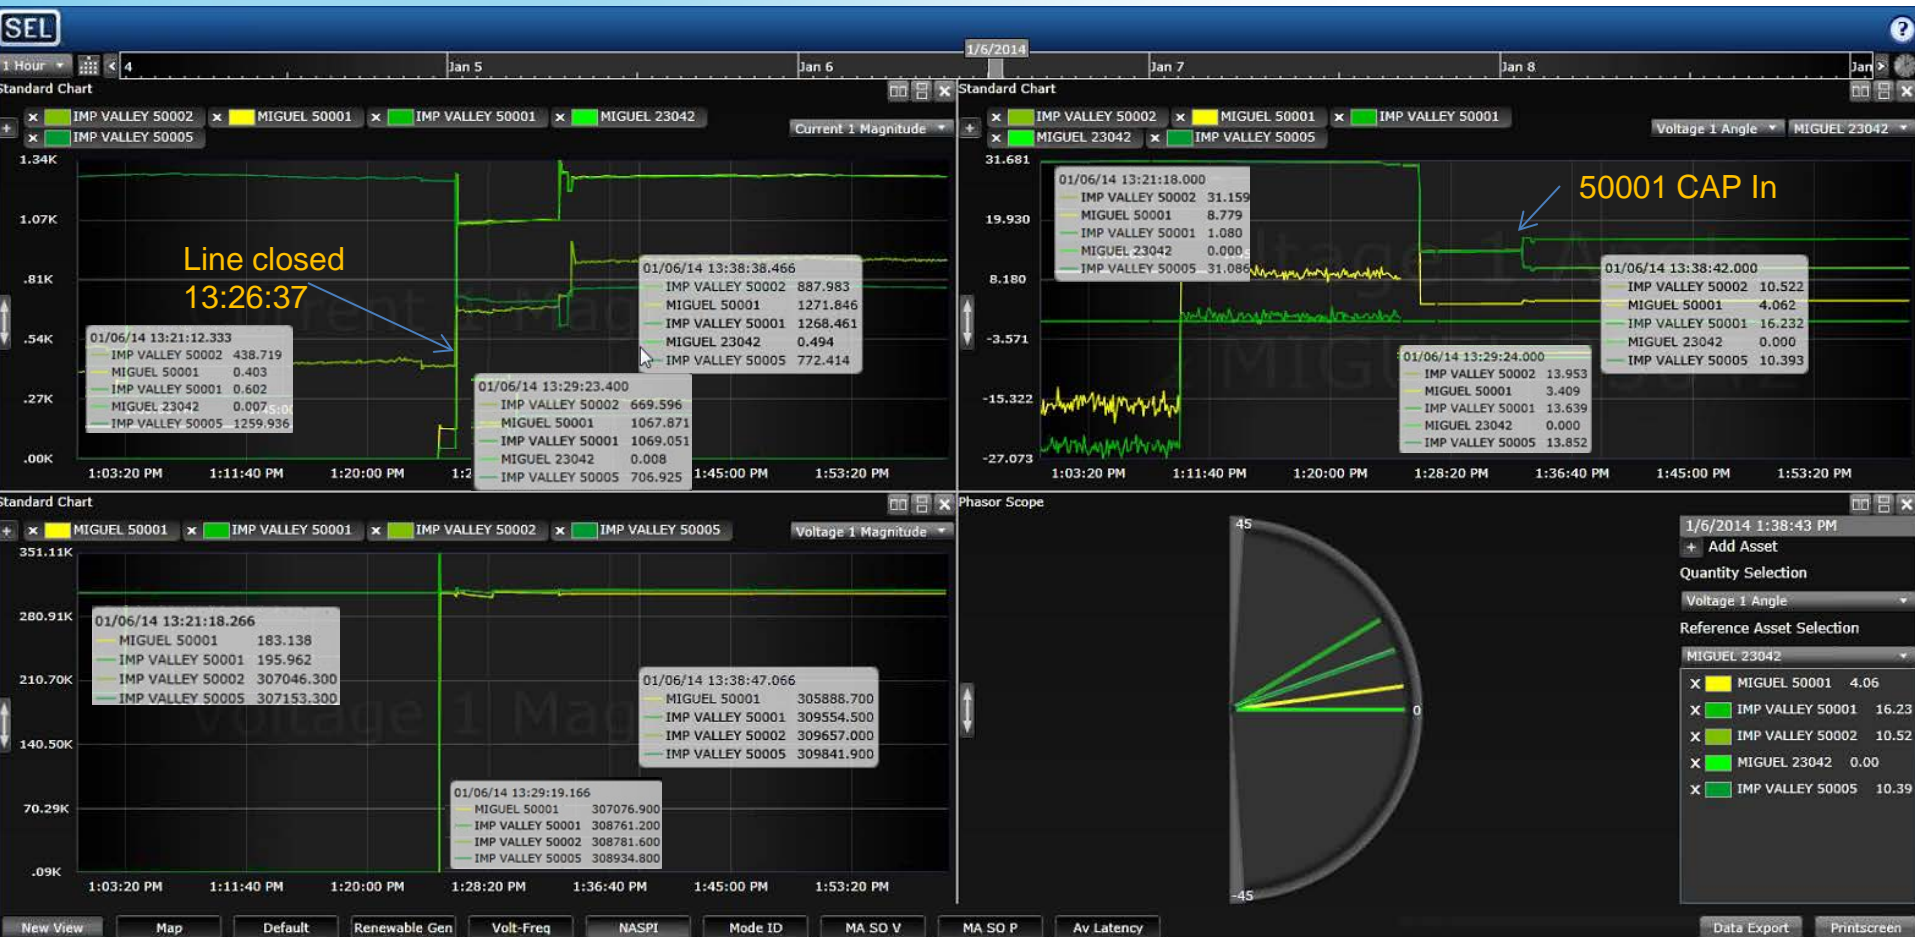 SEL
?
1/6/2014
1 Hour
4
Jan 5
Jan 6
Jan 7
Jan 8
Jan
Standard Chart
x IMP VALLEY 50002 x MIGUEL 50001 x IMP VALLEY 50001 x MIGUEL 23042
x IMP VALLEY 50005
Current 1 Magnitude
1.34K
1.07K
.81K
.54K
.27K
.00K
Line closed
13:26:37
01/06/14 13:21:12.333
IMP VALLEY 50002 438.719
MIGUEL 50001 0.403
IMP VALLEY 50001 0.602
MIGUEL 23042 0.007
IMP VALLEY 50005 1259.936
01/06/14 13:29:23.400
IMP VALLEY 50002 669.596
MIGUEL 50001 1067.871
IMP VALLEY 50001 1069.051
MIGUEL 23042 0.008
IMP VALLEY 50005 706.925
01/06/14 13:38:38.466
IMP VALLEY 50002 887.983
MIGUEL 50001 1271.846
IMP VALLEY 50001 1268.461
MIGUEL 23042 0.494
IMP VALLEY 50005 772.414
1:03:20 PM 1:11:40 PM 1:20:00 PM 1:2 1:45:00 PM 1:53:20 PM
Standard Chart
x IMP VALLEY 50002 x MIGUEL 50001 x IMP VALLEY 50001
x MIGUEL 23042 x IMP VALLEY 50005
Voltage 1 Angle MIGUEL 23042
31.681
19.930
8.180
-3.571
-15.322
-27.073
50001 CAP In
01/06/14 13:21:18.000
IMP VALLEY 50002 31.159
MIGUEL 50001 8.779
IMP VALLEY 50001 1.080
MIGUEL 23042 0.000
IMP VALLEY 50005 31.086
01/06/14 13:38:42.000
IMP VALLEY 50002 10.522
MIGUEL 50001 4.062
IMP VALLEY 50001 16.232
MIGUEL 23042 0.000
IMP VALLEY 50005 10.393
01/06/14 13:29:24.000
IMP VALLEY 50002 13.953
MIGUEL 50001 3.409
IMP VALLEY 50001 13.639
MIGUEL 23042 0.000
IMP VALLEY 50005 13.852
1:03:20 PM 1:11:40 PM 1:20:00 PM 1:28:20 PM 1:36:40 PM 1:45:00 PM 1:53:20 PM
Standard Chart
x MIGUEL 50001 x IMP VALLEY 50001 x IMP VALLEY 50002 x IMP VALLEY 50005
Voltage 1 Magnitude
351.11K
280.91K
210.70K
140.50K
70.29K
.09K
01/06/14 13:21:18.266
MIGUEL 50001 183.138
IMP VALLEY 50001 195.962
IMP VALLEY 50002 307046.300
IMP VALLEY 50005 307153.300
01/06/14 13:38:47.066
MIGUEL 50001 305888.700
IMP VALLEY 50001 309554.500
IMP VALLEY 50002 309657.000
IMP VALLEY 50005 309841.900
01/06/14 13:29:19.166
MIGUEL 50001 307076.900
IMP VALLEY 50001 308761.200
IMP VALLEY 50002 308781.600
IMP VALLEY 50005 308934.800
1:03:20 PM 1:11:40 PM 1:20:00 PM 1:28:20 PM 1:36:40 PM 1:45:00 PM 1:53:20 PM
Phasor Scope
45
0
-45
1/6/2014 1:38:43 PM
+ Add Asset
Quantity Selection
Voltage 1 Angle
Reference Asset Selection
MIGUEL 23042
x MIGUEL 50001 4.06
x IMP VALLEY 50001 16.23
x IMP VALLEY 50002 10.52
x MIGUEL 23042 0.00
x IMP VALLEY 50005 10.39
New View Map Default Renewable Gen Volt-Freq NASPI Mode ID MA SO V MA SO P Av Latency Data Export Printscreen